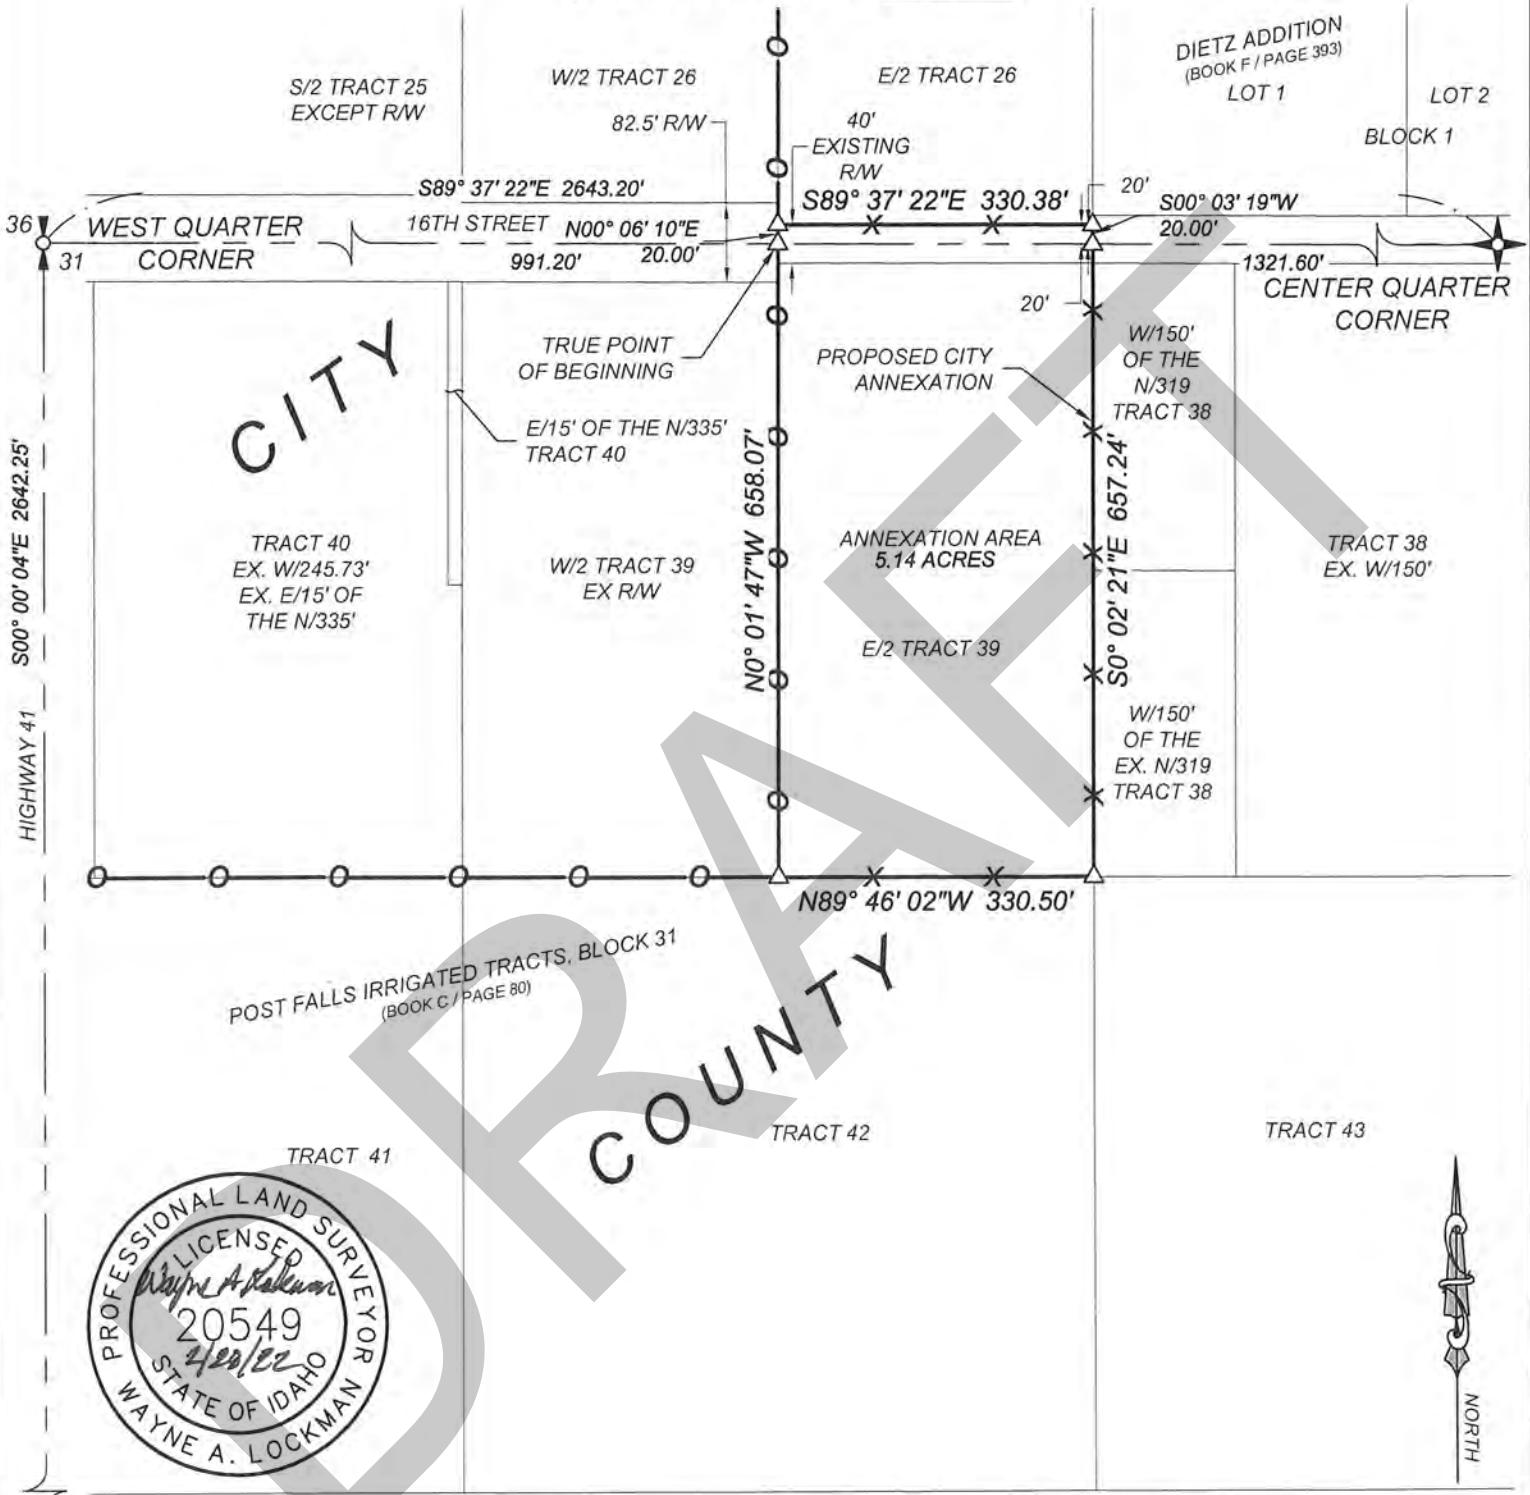 DIETZ ADDITION
(BOOK F / PAGE 393)
LOT 1
LOT 2
BLOCK 1
S/2 TRACT 25
EXCEPT R/W
W/2 TRACT 26
E/2 TRACT 26
82.5' R/W
40'
EXISTING
R/W
S89° 37' 22"E 2643.20'
S89° 37' 22"E 330.38'
20'
S00° 03' 19"W
20.00'
36
31
WEST QUARTER
CORNER
16TH STREET
N00° 06' 10"E
20.00'
991.20'
1321.60'
CENTER QUARTER
CORNER
20'
TRUE POINT
OF BEGINNING
PROPOSED CITY
ANNEXATION
W/150'
OF THE
N/319
TRACT 38
CITY
E/15' OF THE N/335'
TRACT 40
S00° 00' 04"E 2642.25'
HIGHWAY 41
N0° 01' 47"W 658.07'
S0° 02' 21"E 657.24'
TRACT 40
EX. W/245.73'
EX. E/15' OF
THE N/335'
W/2 TRACT 39
EX R/W
ANNEXATION AREA
5.14 ACRES
E/2 TRACT 39
TRACT 38
EX. W/150'
W/150'
OF THE
EX. N/319
TRACT 38
N89° 46' 02"W 330.50'
POST FALLS IRRIGATED TRACTS, BLOCK 31
(BOOK C / PAGE 80)
COUNTY
TRACT 41
TRACT 42
TRACT 43
PROFESSIONAL LAND SURVEYOR
LICENSED
Wayne A Lockman
20549
2/28/22
STATE OF IDAHO
WAYNE A. LOCKMAN
NORTH
DRAFT